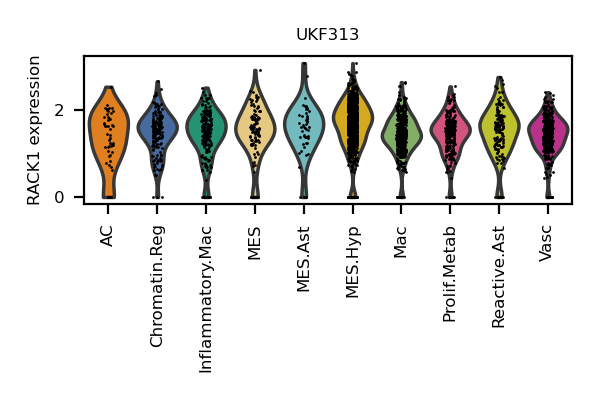 UKF313
RACK1 expression
2
0
AC
Chromatin.Reg
Inflammatory.Mac
MES
MES.Ast
MES.Hyp
Mac
Prolif.Metab
Reactive.Ast
Vasc